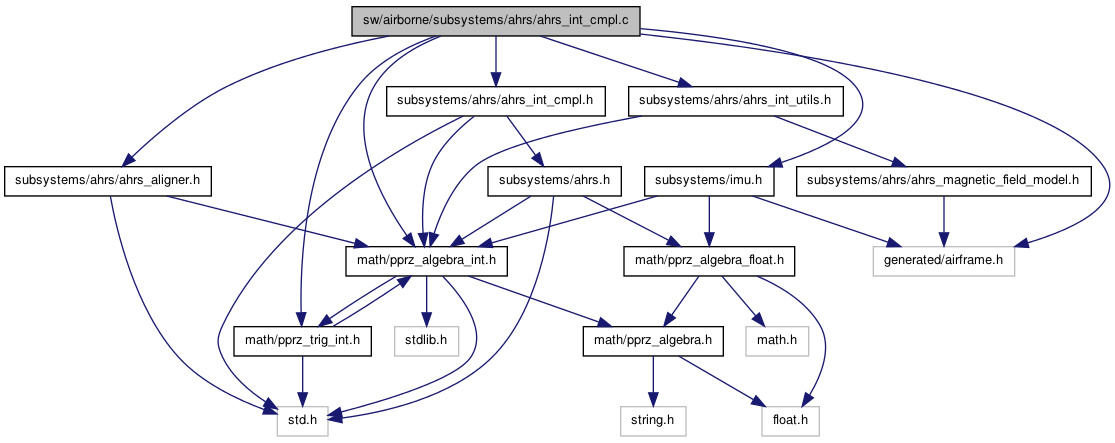 sw/airborne/subsystems/ahrs/ahrs_int_cmpl.c
subsystems/ahrs/ahrs_int_cmpl.h
subsystems/ahrs/ahrs_int_utils.h
subsystems/ahrs/ahrs_aligner.h
subsystems/ahrs.h
subsystems/imu.h
subsystems/ahrs/ahrs_magnetic_field_model.h
math/pprz_algebra_int.h
math/pprz_algebra_float.h
generated/airframe.h
math/pprz_trig_int.h
stdlib.h
math/pprz_algebra.h
math.h
std.h
string.h
float.h